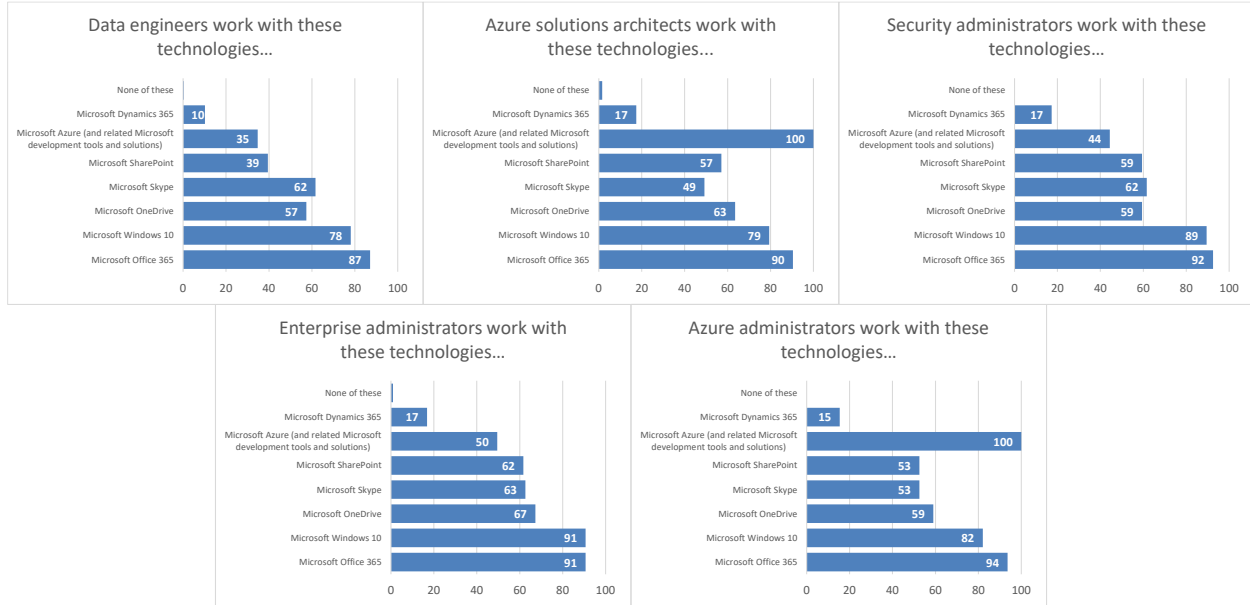 Data engineers work with these
technologies…
None of these
Microsoft Dynamics 365
10
Microsoft Azure (and related Microsoft
development tools and solutions)
35
Microsoft SharePoint
39
Microsoft Skype
62
Microsoft OneDrive
57
Microsoft Windows 10
78
Microsoft Office 365
87
0 20 40 60 80 100
Azure solutions architects work with
these technologies...
None of these
Microsoft Dynamics 365
17
Microsoft Azure (and related Microsoft
development tools and solutions)
100
Microsoft SharePoint
57
Microsoft Skype
49
Microsoft OneDrive
63
Microsoft Windows 10
79
Microsoft Office 365
90
0 20 40 60 80 100
Security administrators work with these
technologies…
None of these
Microsoft Dynamics 365
17
Microsoft Azure (and related Microsoft
development tools and solutions)
44
Microsoft SharePoint
59
Microsoft Skype
62
Microsoft OneDrive
59
Microsoft Windows 10
89
Microsoft Office 365
92
0 20 40 60 80 100
Enterprise administrators work with
these technologies…
None of these
Microsoft Dynamics 365
17
Microsoft Azure (and related Microsoft
development tools and solutions)
50
Microsoft SharePoint
62
Microsoft Skype
63
Microsoft OneDrive
67
Microsoft Windows 10
91
Microsoft Office 365
91
0 20 40 60 80 100
Azure administrators work with these
technologies…
None of these
Microsoft Dynamics 365
15
Microsoft Azure (and related Microsoft
development tools and solutions)
100
Microsoft SharePoint
53
Microsoft Skype
53
Microsoft OneDrive
59
Microsoft Windows 10
82
Microsoft Office 365
94
0 20 40 60 80 100